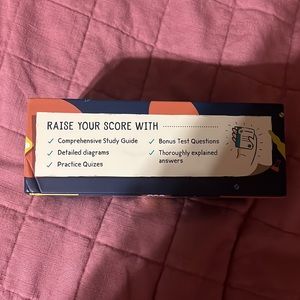 RAISE YOUR SCORE WITH
Comprehensive Study Guide
Detailed diagrams
Practice Quizes
Bonus Test Questions
Thoroughly explained
answers